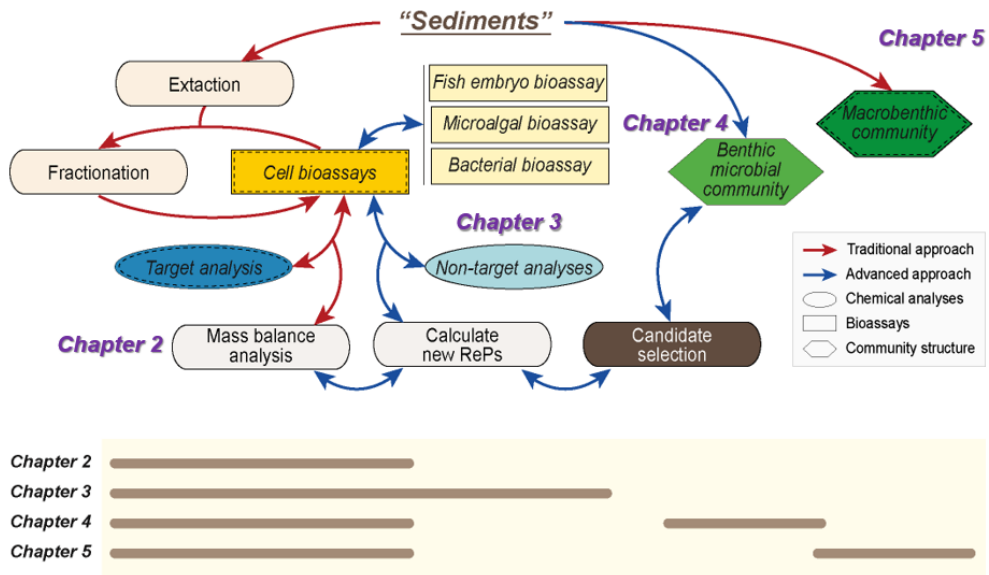 “Sediments”
Chapter 5
Extaction
Fish embryo bioassay
Macrobenthic
community
Microalgal bioassay
Chapter 4
Fractionation
Cell bioassays
Bacterial bioassay
Benthic
microbial
community
Chapter 3
Target analysis
Non-target analyses
Traditional approach
Advanced approach
Chemical analyses
Bioassays
Community structure
Chapter 2
Mass balance
analysis
Calculate
new RePs
Candidate
selection
Chapter 2
Chapter 3
Chapter 4
Chapter 5